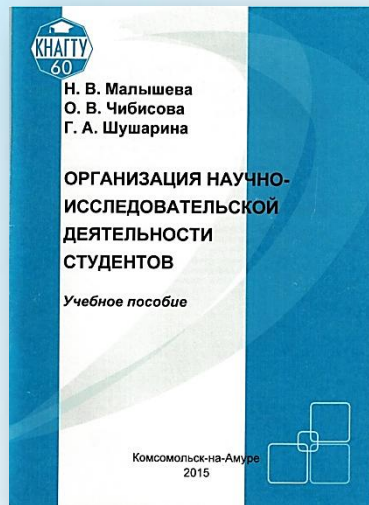 КНАГТУ
60
Н. В. Малышева
О. В. Чибисова
Г. А. Шушарина
ОРГАНИЗАЦИЯ НАУЧНО-
ИССЛЕДОВАТЕЛЬСКОЙ
ДЕЯТЕЛЬНОСТИ
СТУДЕНТОВ
Учебное пособие
Комсомольск-на-Амуре
2015